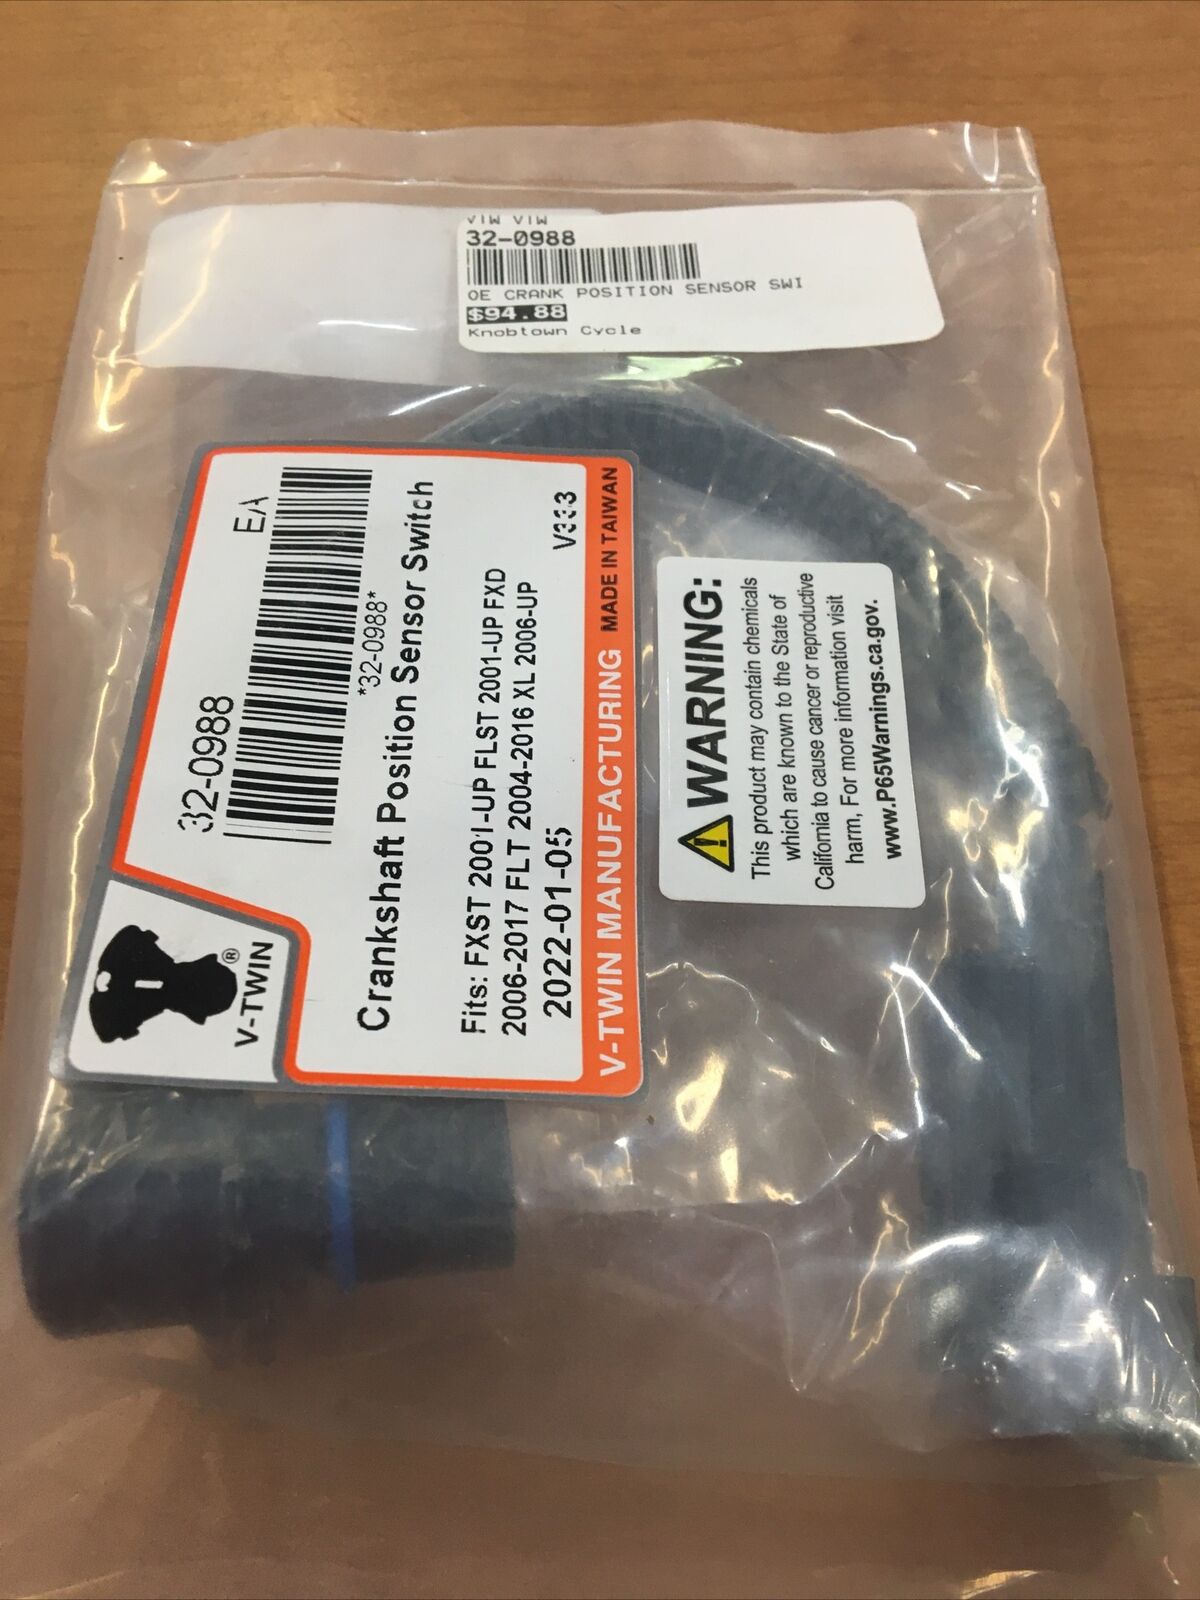 VTW VTW
32-0988
OE CRANK POSITION SENSOR SWI
$94.88
Knobtown Cycle
32-0988
EA
*32-0988*
Crankshaft Position Sensor Switch
Fits: FXST 2001-UP FLST 2001-UP FXD
2006-2017 FLT 2004-2016 XL 2006-UP
2022-01-05
V333
V-TWIN MANUFACTURING MADE IN TAIWAN
V-TWIN
®
WARNING:
This product may contain chemicals
which are known to the State of
California to cause cancer or reproductive
harm, For more information visit
www.P65Warnings.ca.gov.